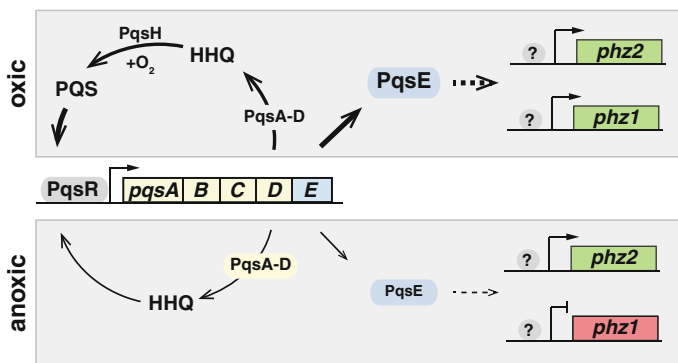 oxic
PqsH
+O₂
HHQ
PQS
PqsA-D
PqsE
?
phz2
?
phz1
PqsR
pqsA B C D E
anoxic
PqsA-D
HHQ
PqsE
?
phz2
?
phz1